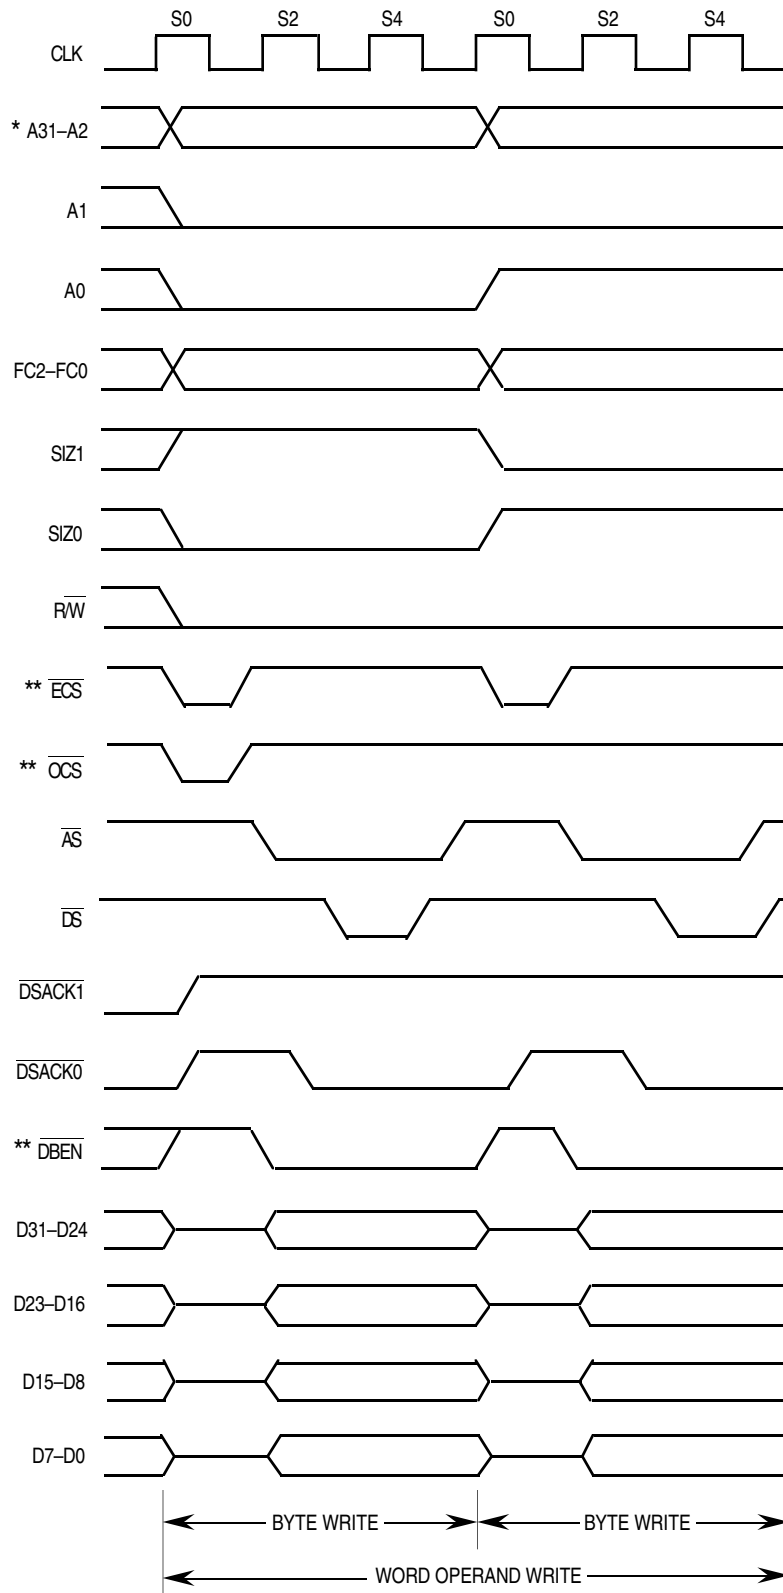 S0 S2 S4 S0 S2 S4
CLK
* A31–A2
A1
A0
FC2–FC0
SIZ1
SIZ0
R/W
** ECS
** OCS
AS
DS
DSACK1
DSACK0
** DBEN
D31–D24
D23–D16
D15–D8
D7–D0
BYTE WRITE BYTE WRITE
WORD OPERAND WRITE